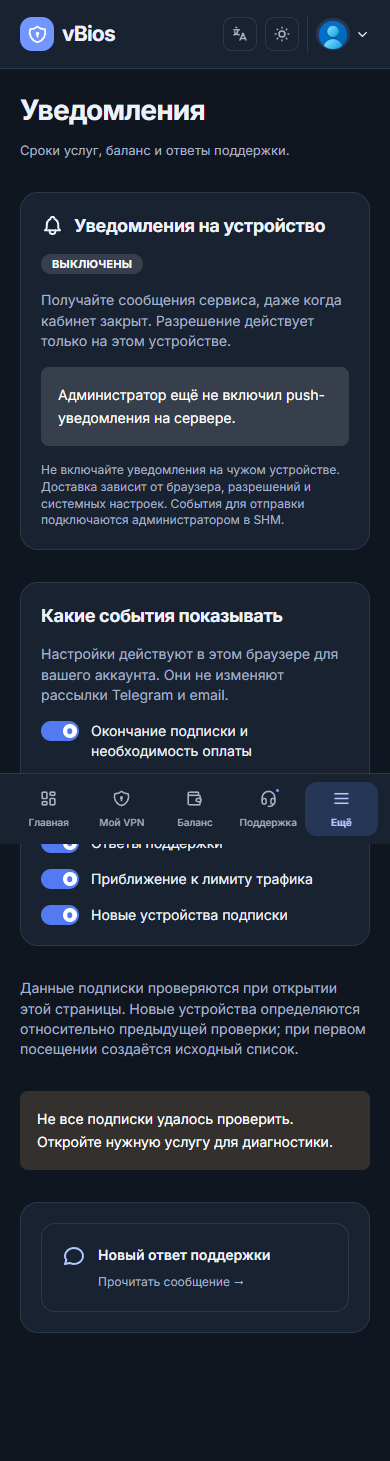 vBios
Уведомления
Сроки услуг, баланс и ответы поддержки.
Уведомления на устройство
ВЫКЛЮЧЕНЫ
Получайте сообщения сервиса, даже когда
кабинет закрыт. Разрешение действует
только на этом устройстве.
Администратор ещё не включил push-
уведомления на сервере.
Не включайте уведомления на чужом устройстве.
Доставка зависит от браузера, разрешений и
системных настроек. События для отправки
подключаются администратором в SHM.
Какие события показывать
Настройки действуют в этом браузере для
вашего аккаунта. Они не изменяют
рассылки Telegram и email.
Окончание подписки и
необходимость оплаты
Главная
Мой VPN
Баланс
Поддержка
Ещё
Ответы поддержки
Приближение к лимиту трафика
Новые устройства подписки
Данные подписки проверяются при открытии
этой страницы. Новые устройства определяются
относительно предыдущей проверки; при первом
посещении создаётся исходный список.
Не все подписки удалось проверить.
Откройте нужную услугу для диагностики.
Новый ответ поддержки
Прочитать сообщение →